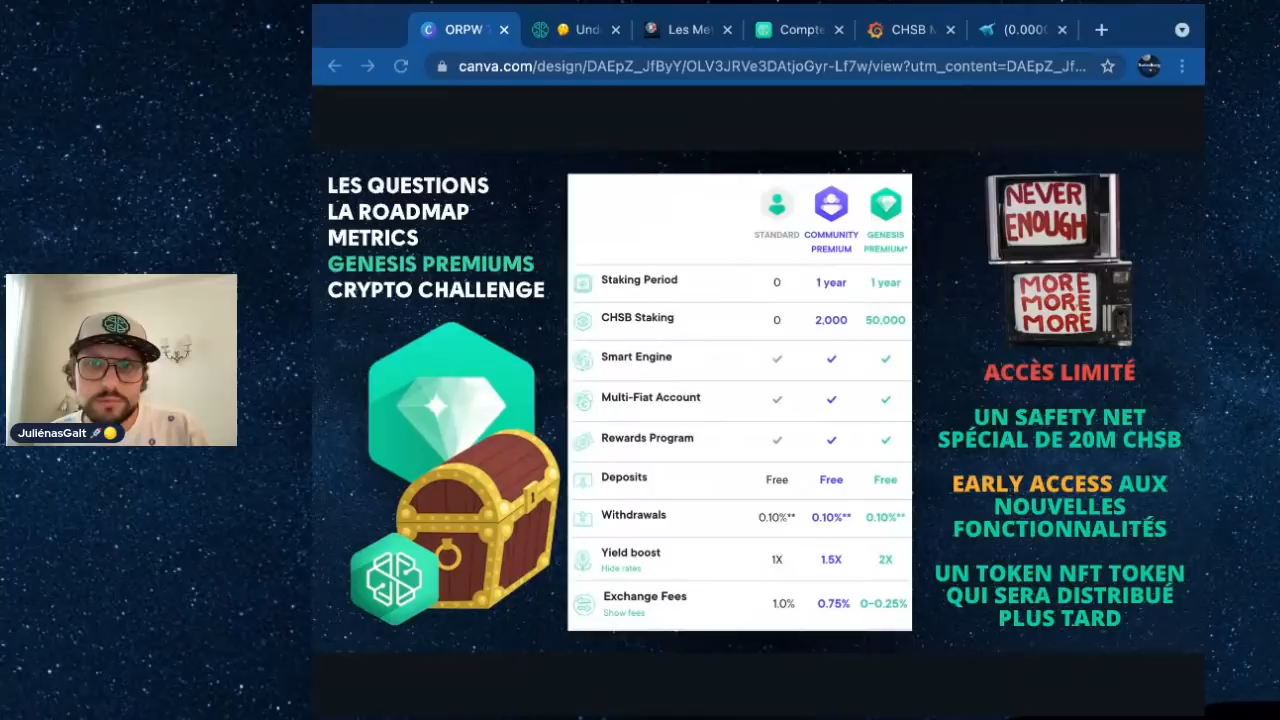 ORPW
Und
Les Me
Compte
CHSB
(0.000
canva.com/design/DAEpZ_JfByY/OLV3JRVe3DAtjoGyr-Lf7w/view?utm_content=DAEpZ_Jf...
LES QUESTIONS
LA ROADMAP
METRICS
GENESIS PREMIUMS
CRYPTO CHALLENGE
STANDARD COMMUNITY PREMIUM GENESIS PREMIUM*
Staking Period 0 1 year 1 year
CHSB Staking 0 2,000 50,000
Smart Engine ✓ ✓ ✓
Multi-Fiat Account ✓ ✓ ✓
Rewards Program ✓ ✓ ✓
Deposits Free Free Free
Withdrawals 0.10%** 0.10%** 0.10%**
Yield boost 1X 1.5X 2X
Hide rates
Exchange Fees 1.0% 0.75% 0-0.25%
Show fees
NEVER
ENOUGH
MORE
MORE
MORE
ACCÈS LIMITÉ
UN SAFETY NET
SPÉCIAL DE 20M CHSB
EARLY ACCESS AUX
NOUVELLES
FONCTIONNALITÉS
UN TOKEN NFT TOKEN
QUI SERA DISTRIBUÉ
PLUS TARD
JuliénasGalt